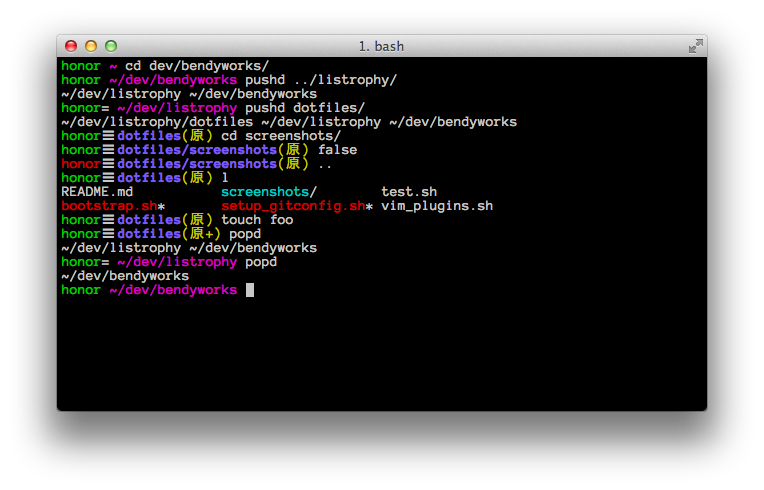 1. bash
honor ~ cd dev/bendyworks/
honor ~/dev/bendyworks pushd ../listrophy/
~/dev/listrophy ~/dev/bendyworks
honor= ~/dev/listrophy pushd dotfiles/
~/dev/listrophy/dotfiles ~/dev/listrophy ~/dev/bendyworks
honor☰dotfiles(原) cd screenshots/
honor☰dotfiles/screenshots(原) false
honor☰dotfiles/screenshots(原) ..
honor☰dotfiles(原) l
README.md screenshots/ test.sh
bootstrap.sh* setup_gitconfig.sh* vim_plugins.sh
honor☰dotfiles(原) touch foo
honor☰dotfiles(原+) popd
~/dev/listrophy ~/dev/bendyworks
honor= ~/dev/listrophy popd
~/dev/bendyworks
honor ~/dev/bendyworks